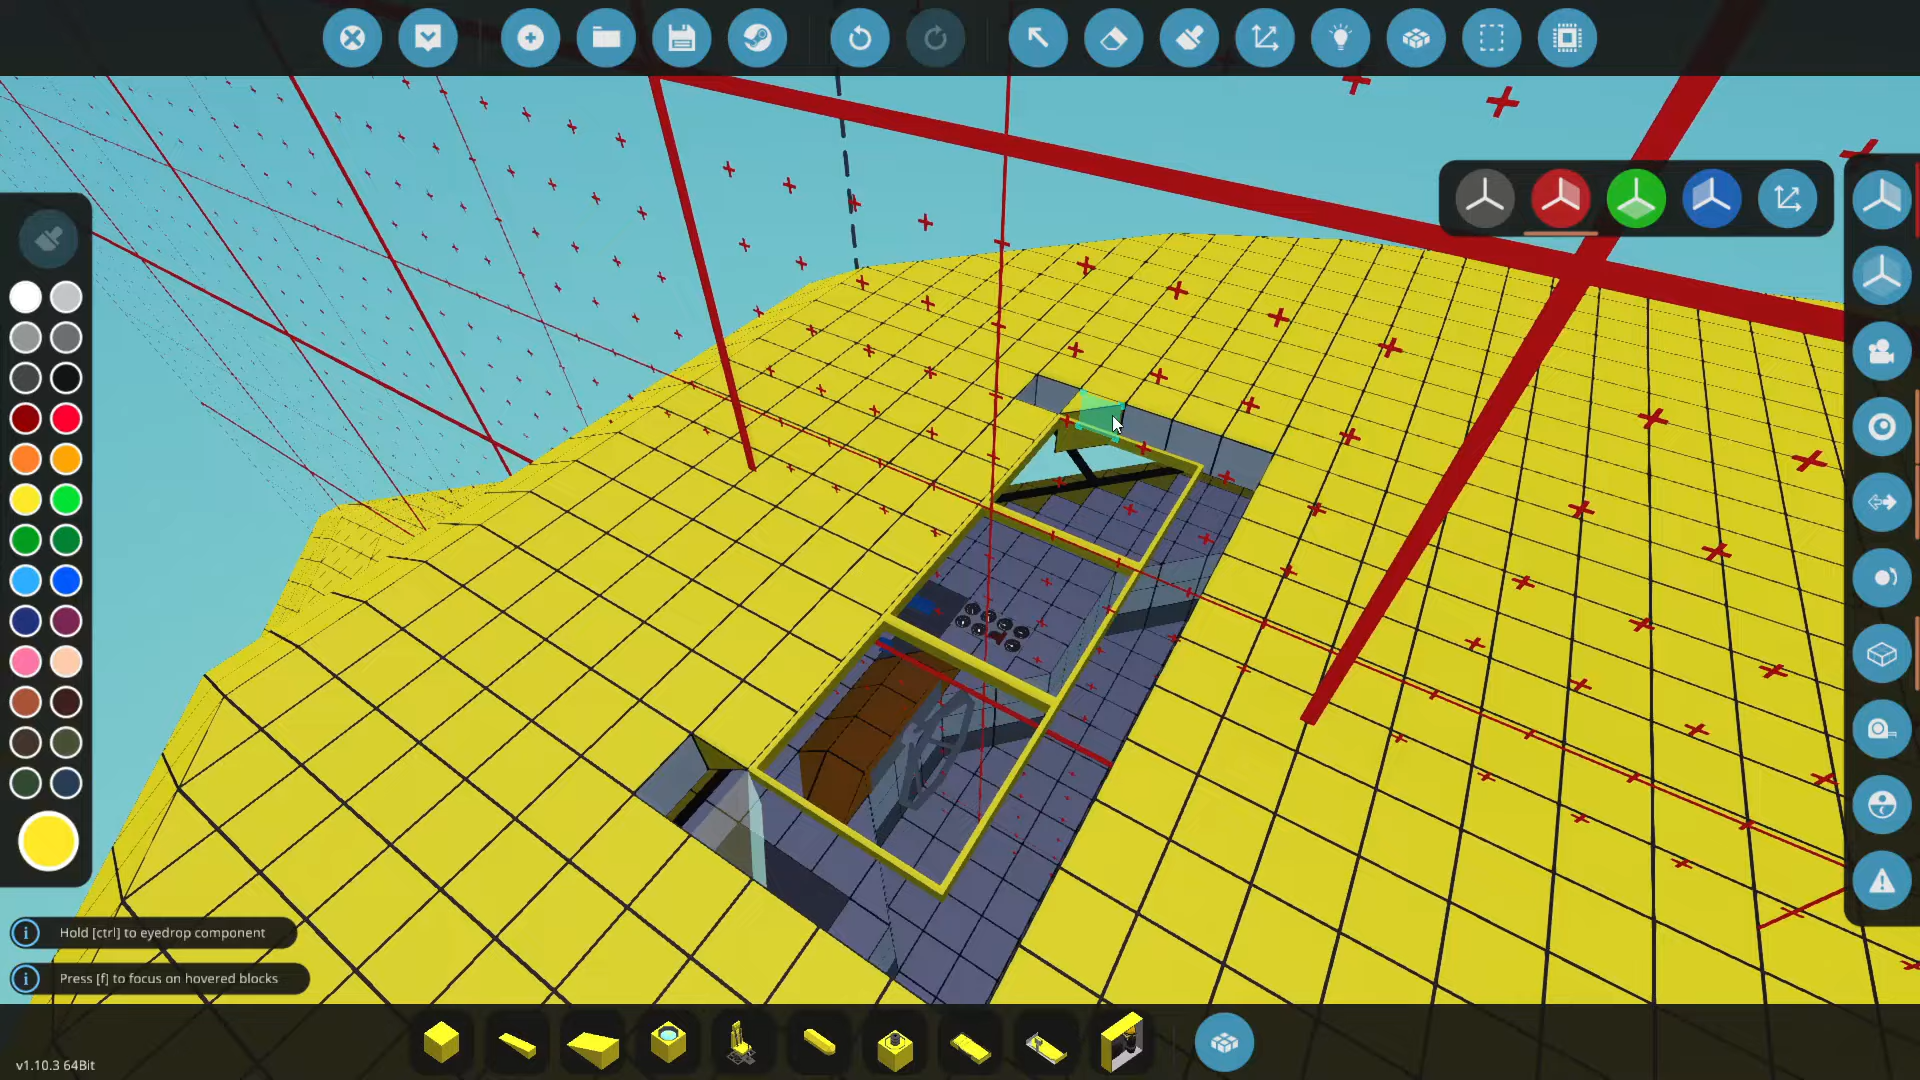 Hold [ctrl] to eyedrop component
Press [f] to focus on hovered blocks
v1.10.3 64Bit